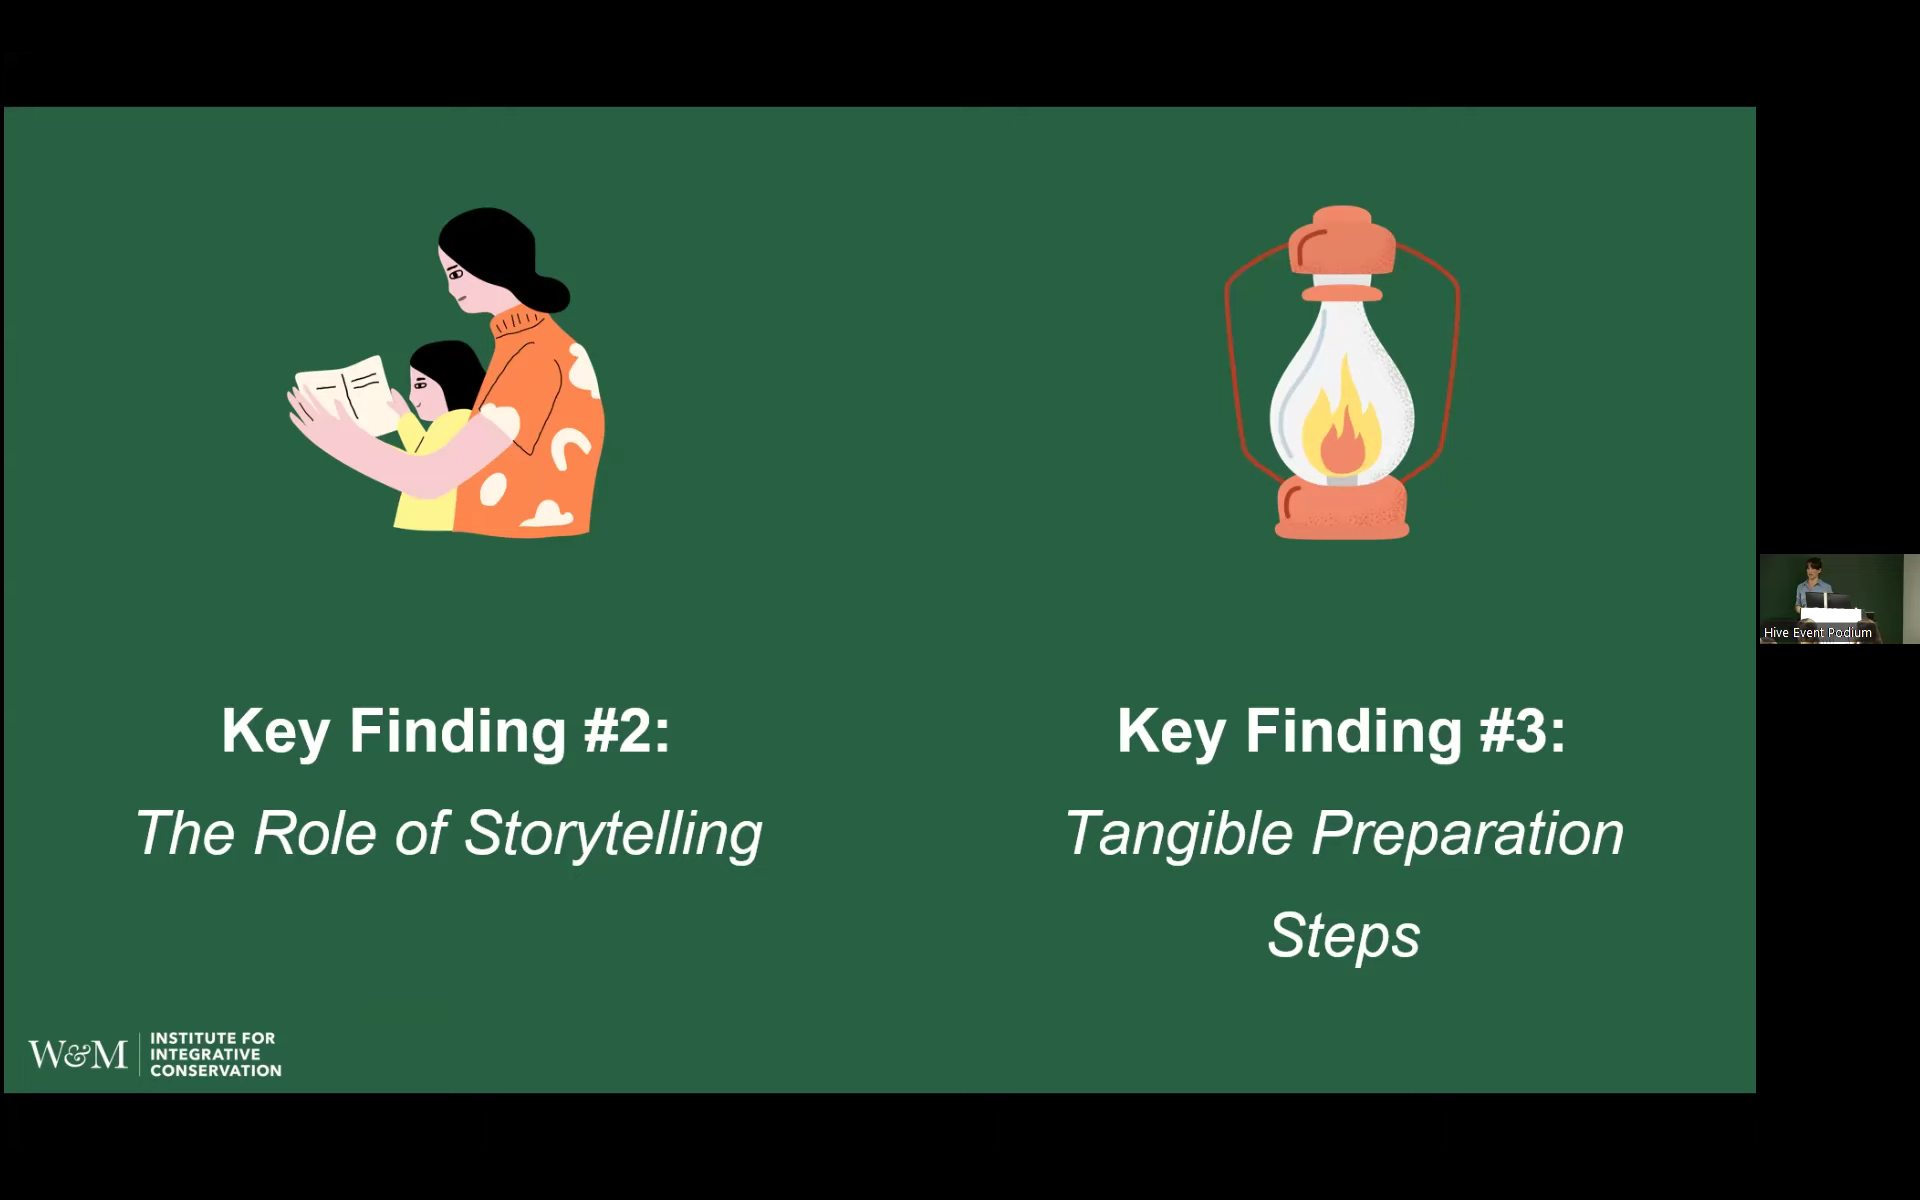 Key Finding #2:
The Role of Storytelling
Key Finding #3:
Tangible Preparation
Steps
W&M
INSTITUTE FOR
INTEGRATIVE
CONSERVATION
Hive Event Podium